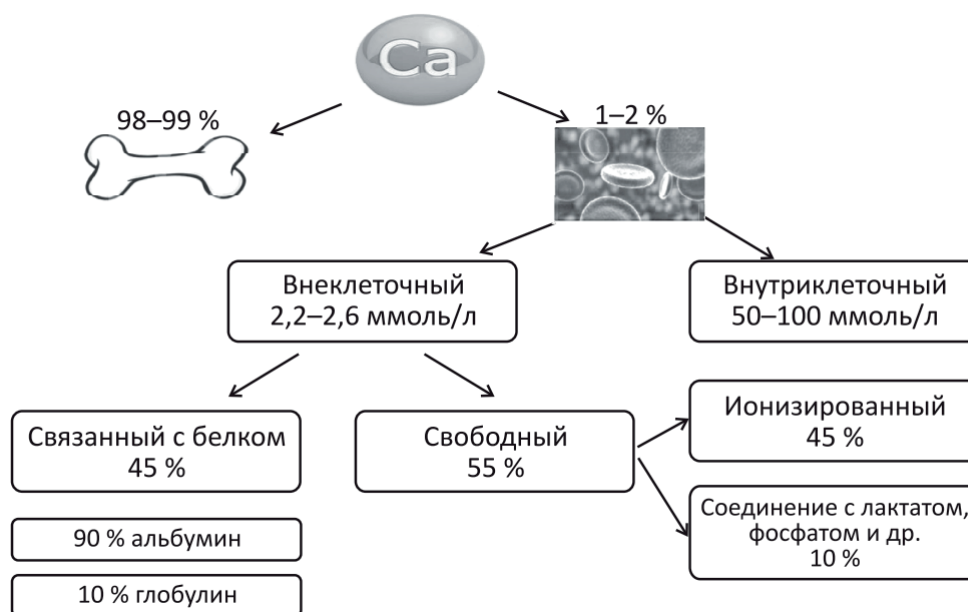 Ca
98–99 %
1–2 %
Внеклеточный
2,2–2,6 ммоль/л
Внутриклеточный
50–100 ммоль/л
Связанный с белком
45 %
Свободный
55 %
Ионизированный
45 %
Соединение с лактатом,
фосфатом и др.
10 %
90 % альбумин
10 % глобулин